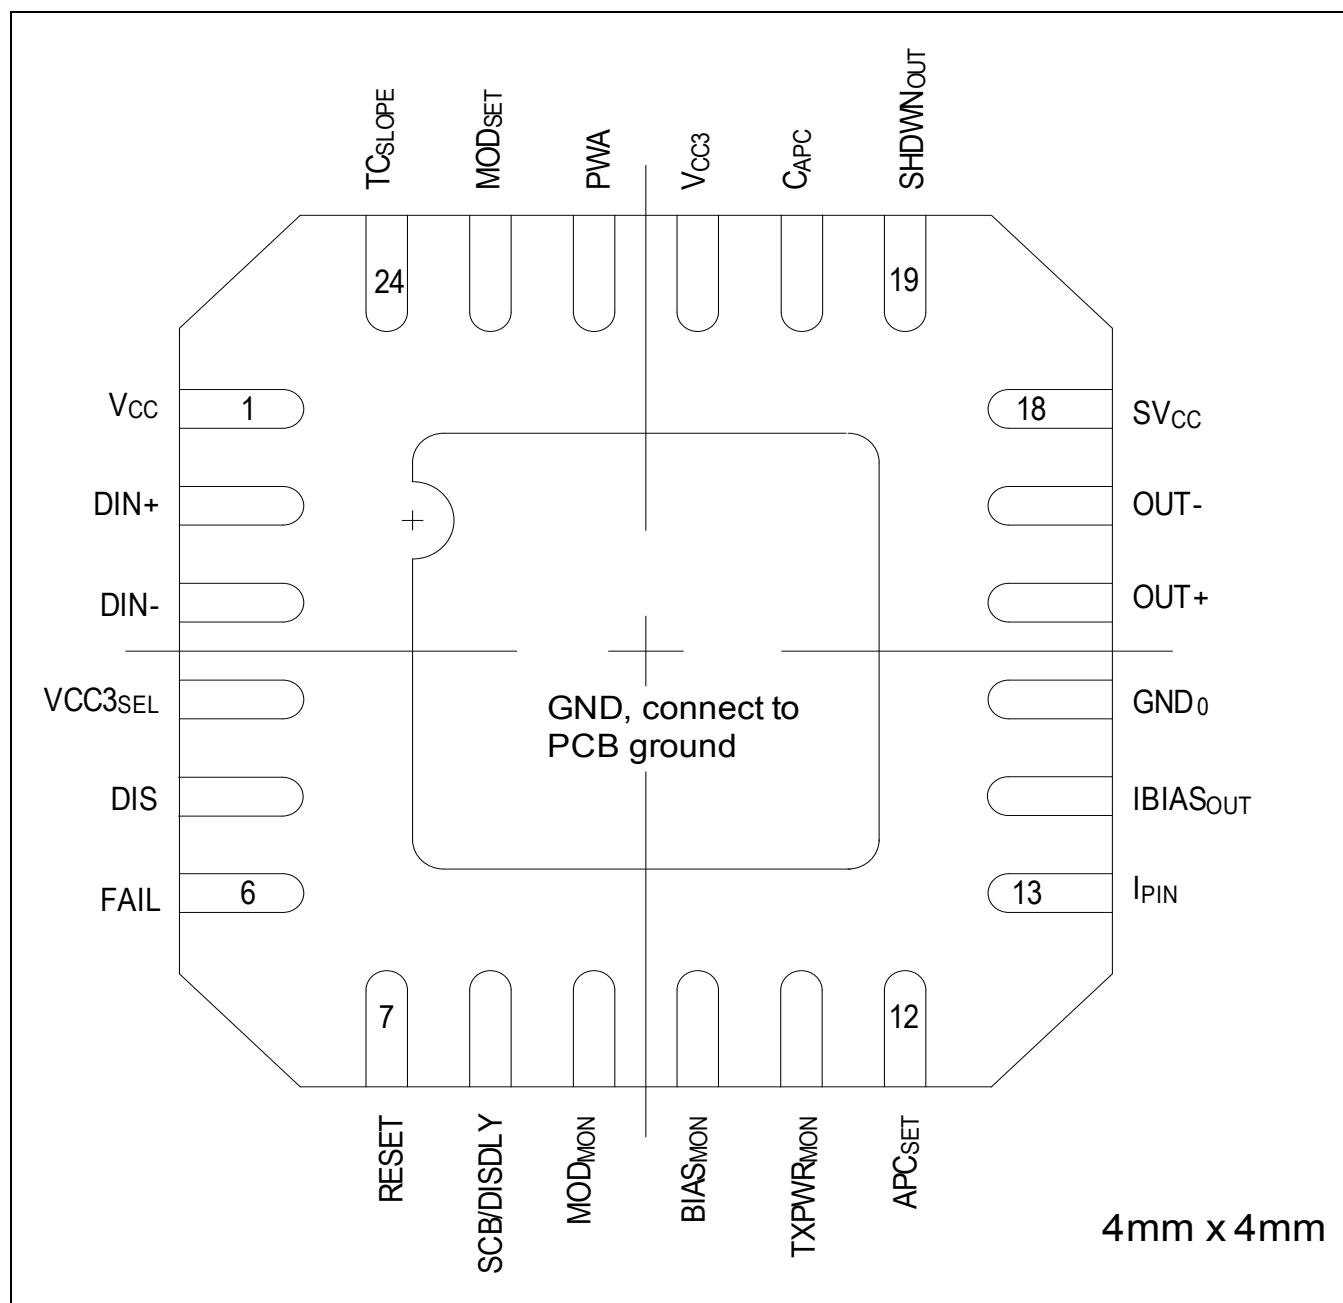 TCSLOPE
MODSET
PWA
VCC3
CAPC
SHDWNOUT
24
19
VCC
1
18
SVCC
DIN+
OUT-
DIN-
OUT+
VCC3SEL
GND0
GND, connect to
PCB ground
DIS
IBIASOUT
FAIL
6
13
IPIN
7
12
RESET
SCB/DISDLY
MODMON
BIASMON
TXPWRMON
APCSET
4mm x 4mm